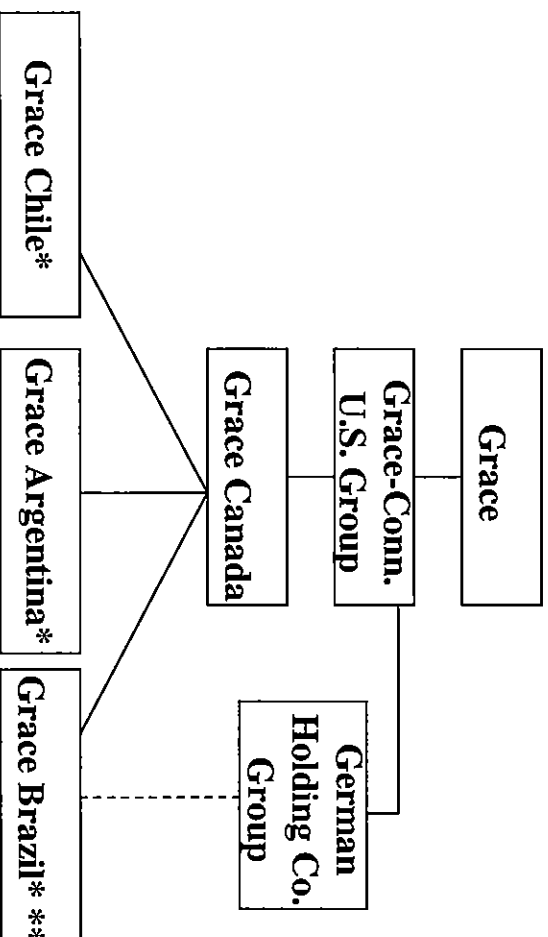 Grace
Grace-Conn.
U.S. Group
German
Holding Co.
Group
Grace Canada
Grace Chile*
Grace Argentina*
Grace Brazil* **